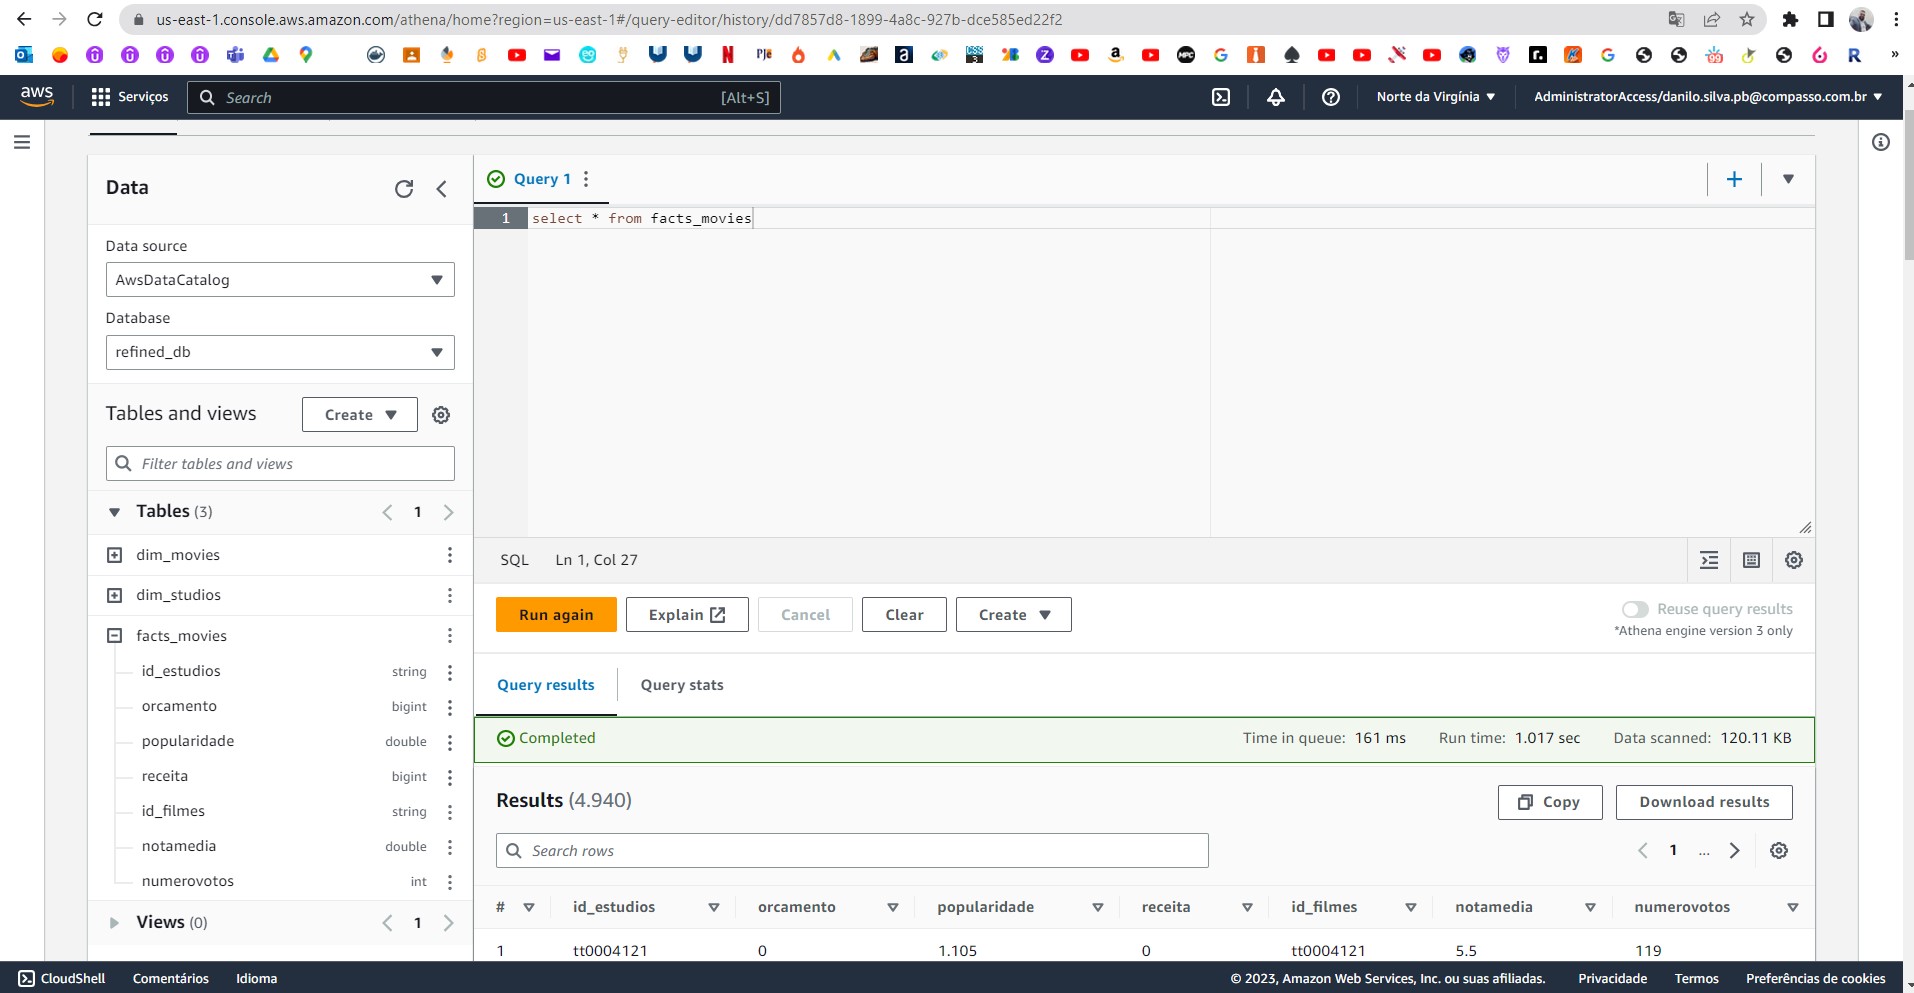 us-east-1.console.aws.amazon.com/athena/home?region=us-east-1#/query-editor/history/dd7857d8-1899-4a8c-927b-dce585ed22f2
aws
Serviços
Search
[Alt+S]
Norte da Virgínia
AdministratorAccess/danilo.silva.pb@compasso.com.br
Data
Query 1
1 select * from facts_movies
Data source
AwsDataCatalog
Database
refined_db
Tables and views
Create
Filter tables and views
Tables (3)
1
dim_movies
dim_studios
facts_movies
id_estudios string
orcamento bigint
popularidade double
receita bigint
id_filmes string
notamedia double
numerovotos int
Views (0)
1
SQL Ln 1, Col 27
Run again Explain Cancel Clear Create
Reuse query results
*Athena engine version 3 only
Query results Query stats
Completed
Time in queue: 161 ms Run time: 1.017 sec Data scanned: 120.11 KB
Results (4.940)
Copy Download results
Search rows
1 ...
# id_estudios orcamento popularidade receita id_filmes notamedia numerovotos
1 tt0004121 0 1.105 0 tt0004121 5.5 119
CloudShell Comentários Idioma
© 2023, Amazon Web Services, Inc. ou suas afiliadas. Privacidade Termos Preferências de cookies